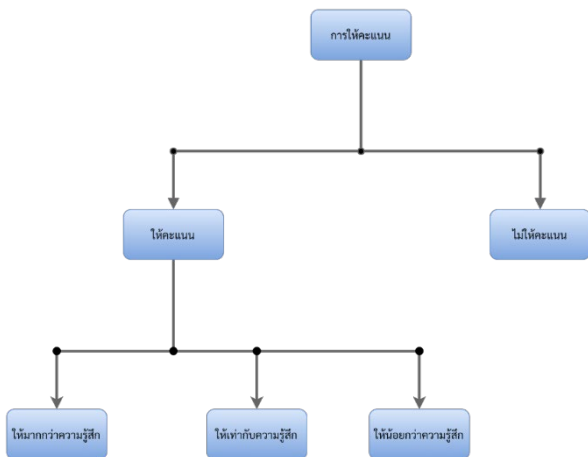 การให้คะแนน
ให้คะแนน
ไม่ให้คะแนน
ให้มากกว่าความรู้สึก
ให้เท่ากับความรู้สึก
ให้น้อยกว่าความรู้สึก